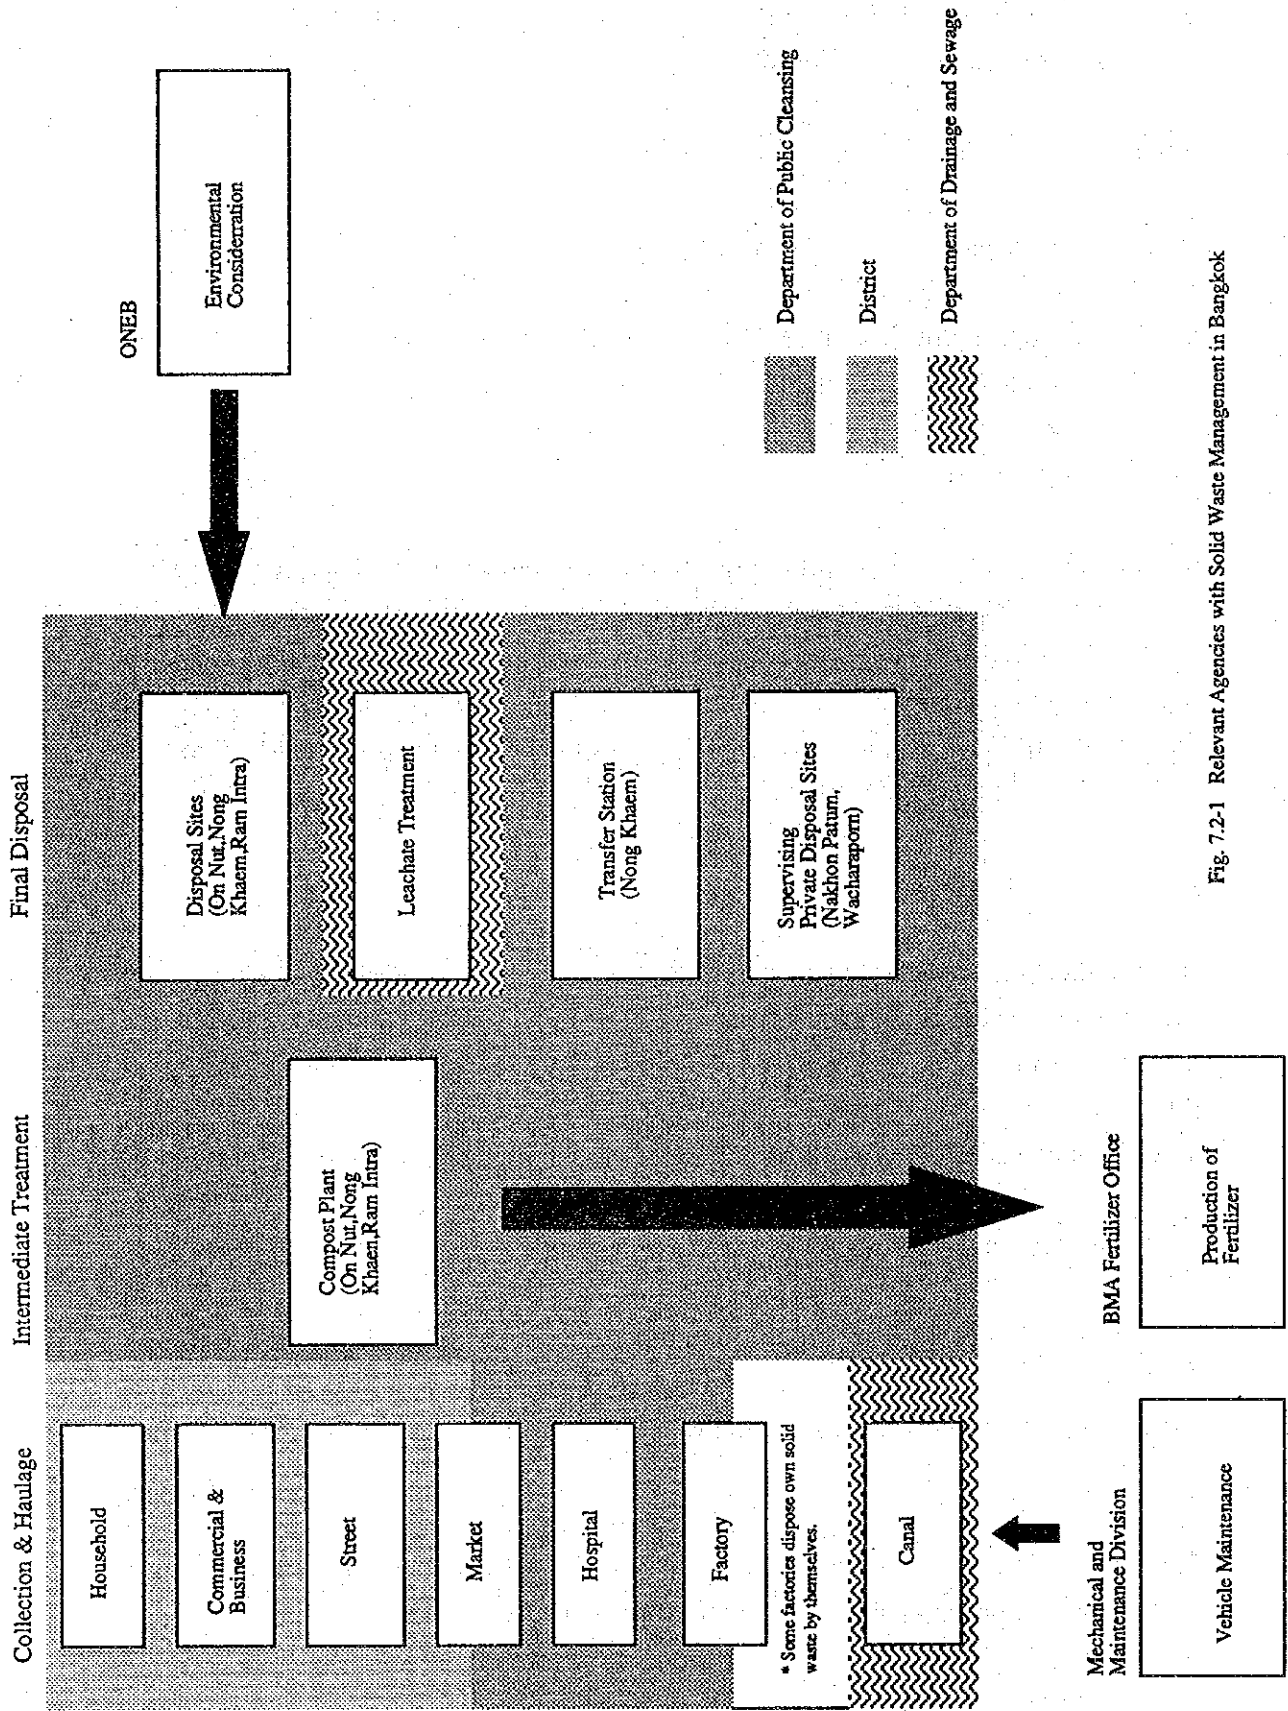 Collection & Haulage
Intermediate Treatment
Final Disposal
Household
Commercial &
Business
Street
Market
Hospital
Factory
* Some factories dispose own solid
waste by themselves.
Canal
Compost Plant
(On Nut,Nong
Khaen,Ram Intra)
Disposal Sites
(On Nut,Nong
Khaem,Ram Intra)
Leachate Treatment
Transfer Station
(Nong Khaem)
Supervising
Private Disposal Sites
(Nakhon Patum,
Wacharaporn)
ONEB
Environmental
Considerration
Mechanical and
Maintenance Division
Vehicle Maintenance
BMA Fertilizer Office
Production of
Fertilizer
Department of Public Cleansing
District
Department of Drainage and Sewage
Fig. 7.2-1 Relevant Agencies with Solid Waste Management in Bangkok